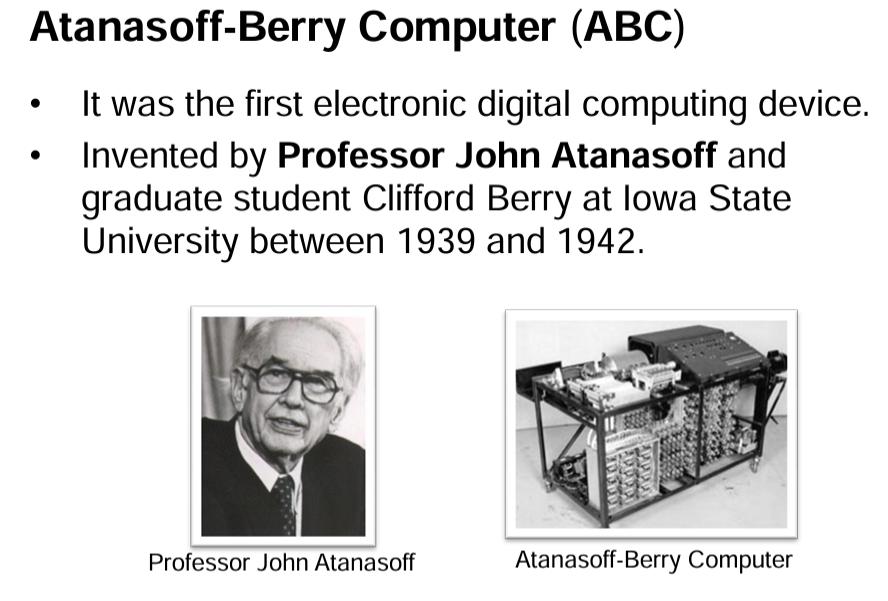 Atanasoff-Berry Computer (ABC)
• It was the first electronic digital computing device.
• Invented by Professor John Atanasoff and
graduate student Clifford Berry at Iowa State
University between 1939 and 1942.
Professor John Atanasoff
Atanasoff-Berry Computer